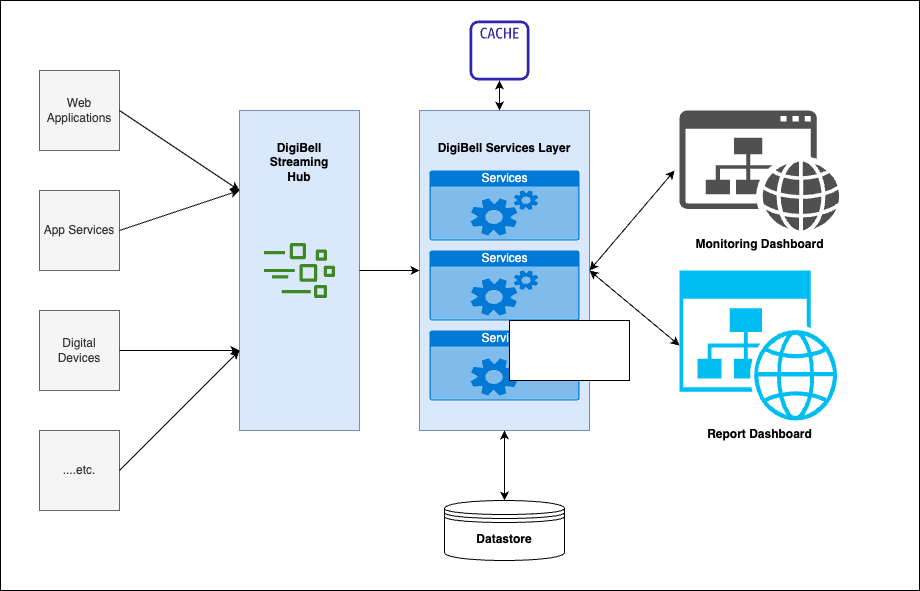 CACHE
Web
Applications
App Services
Digital
Devices
....etc.
DigiBell
Streaming
Hub
DigiBell Services Layer
Services
Services
Monitoring Dashboard
Report Dashboard
Datastore